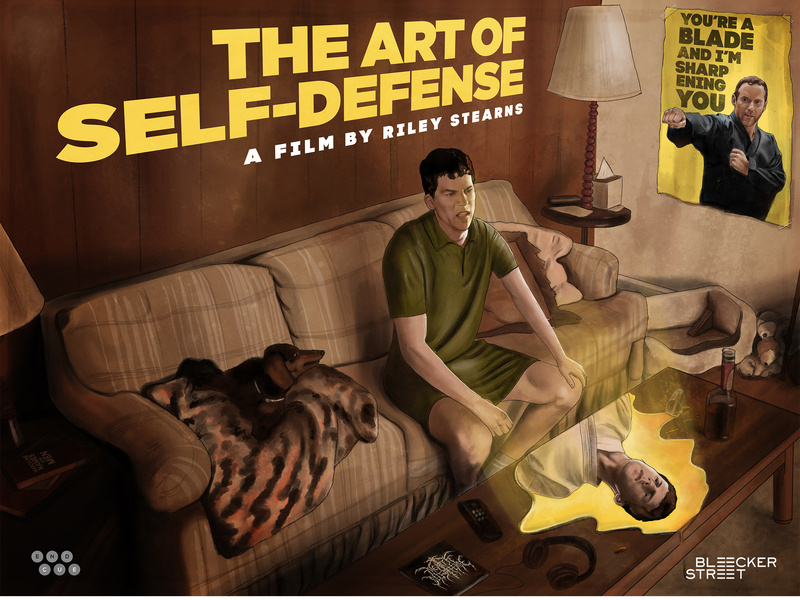 THE ART OF
SELF-DEFENSE
A FILM BY RILEY STEARNS
YOU'RE A
BLADE
AND I'M
SHARP
ENING
YOU
END
CUE
BLEECKER
STREET